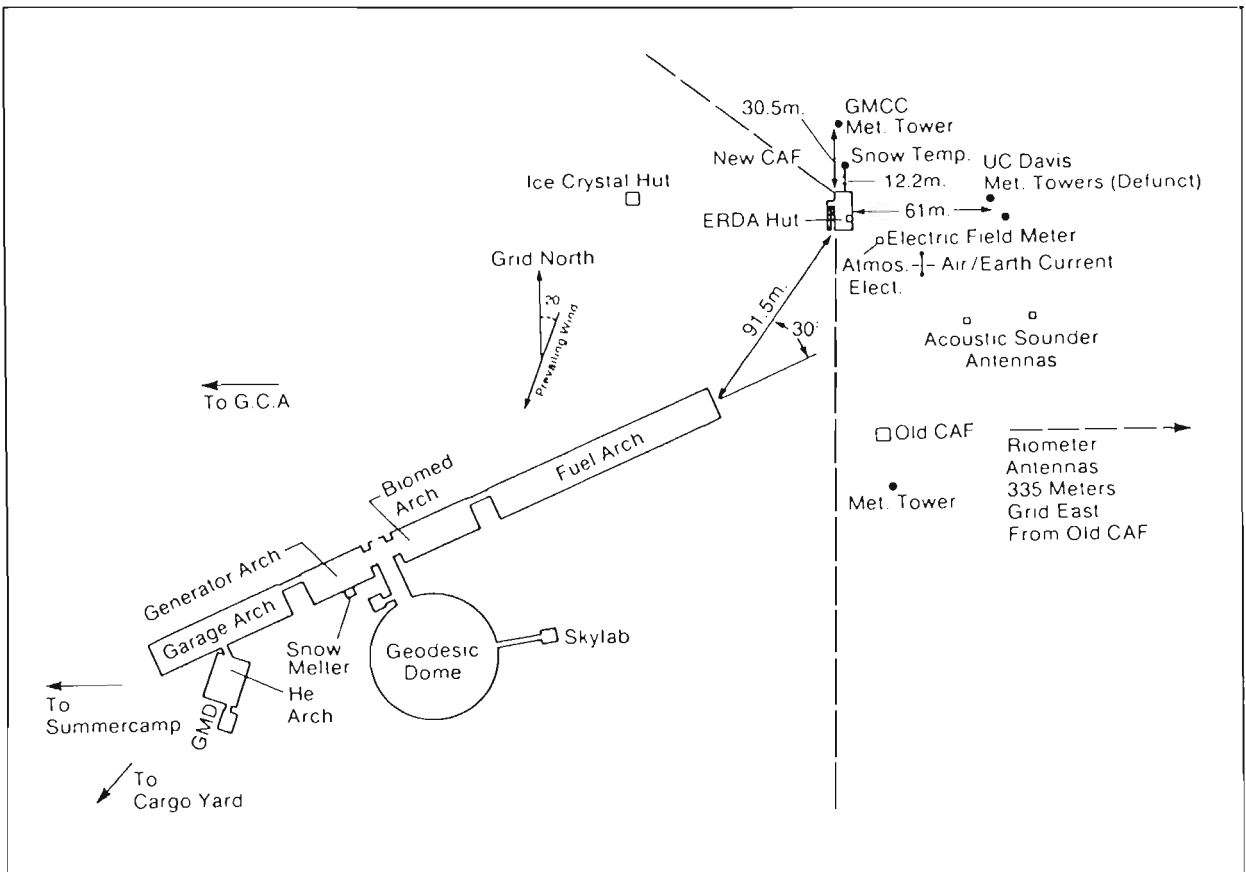 30.5m.
GMCC
Met. Tower
New CAF
Snow Temp.
12.2m.
UC Davis
Met. Towers (Defunct)
Ice Crystal Hut
ERDA Hut
61m.
Electric Field Meter
Atmos.
Elect.
Air/Earth Current
Grid North
20
Prevailing Wind
91.5m.
30°
Acoustic Sounder
Antennas
To G.C.A
Old CAF
Riometer
Antennas
335 Meters
Grid East
From Old CAF
Met. Tower
Fuel Arch
Biomed
Arch
Generator Arch
Garage Arch
Snow
Meller
Geodesic
Dome
Skylab
He
Arch
GMD
To
Summercamp
To
Cargo Yard